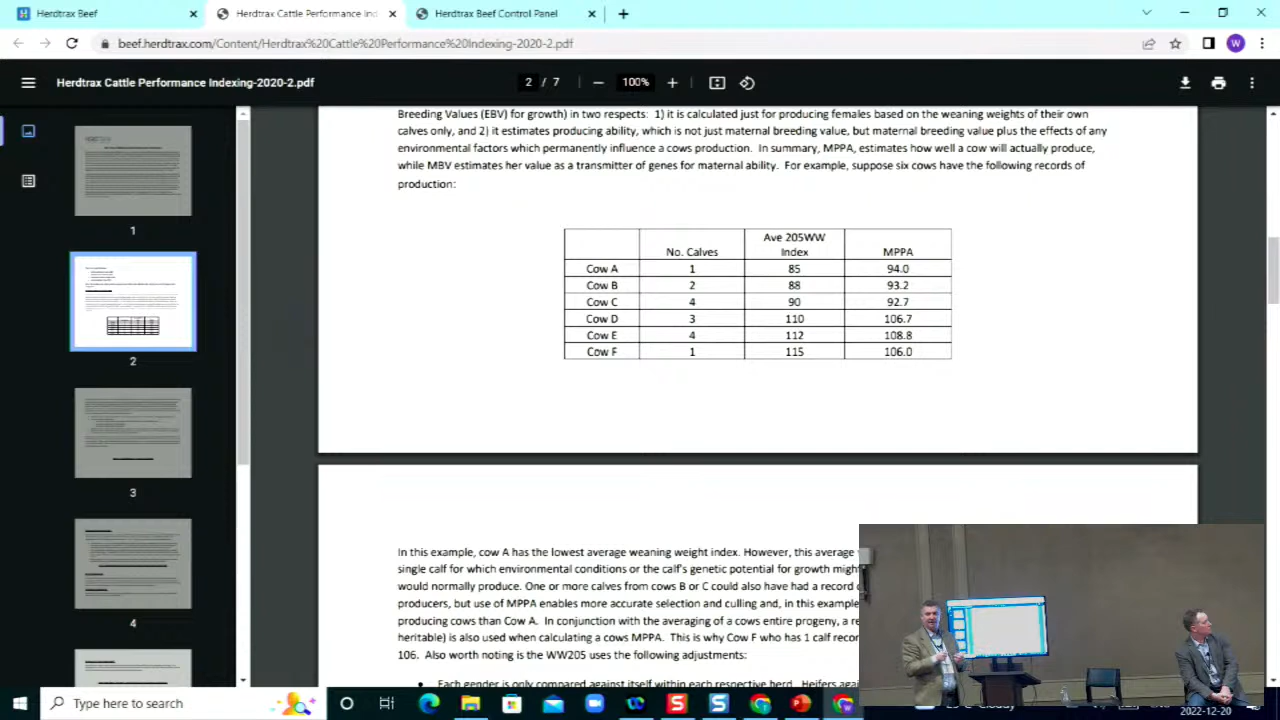 Herdtrax Beef
Herdtrax Cattle Performance Ind
Herdtrax Beef Control Panel
beef.herdtrax.com/Content/Herdtrax%20Cattle%20Performance%20Indexing-2020-2.pdf
W
Herdtrax Cattle Performance Indexing-2020-2.pdf
2 / 7
100%
Breeding Values (EBV) for growth) in two respects: 1) it is calculated just for producing females based on the weaning weights of their own
calves only, and 2) it estimates producing ability, which is not just maternal breeding value, but maternal breeding value plus the effects of any
environmental factors which permanently influence a cows production. In summary, MPPA, estimates how well a cow will actually produce,
while MBV estimates her value as a transmitter of genes for maternal ability. For example, suppose six cows have the following records of
production:
No. Calves Ave 205WW Index MPPA
Cow A 1 85 94.0
Cow B 2 88 93.2
Cow C 4 90 92.7
Cow D 3 110 106.7
Cow E 4 112 108.8
Cow F 1 115 106.0
In this example, cow A has the lowest average weaning weight index. However, this average
single calf for which environmental conditions or the calf's genetic potential for growth might
would normally produce. One or more calves from cows B or C could also have had a record
producers, but use of MPPA enables more accurate selection and culling and, in this example
producing cows than Cow A. In conjunction with the averaging of a cows entire progeny, a re
heritable) is also used when calculating a cows MPPA. This is why Cow F who has 1 calf recor
106. Also worth noting is the WW205 uses the following adjustments:
Each gender is only compared against itself within each respective herd. Heifers agai
1
2
3
4
Type here to search
2022-12-20